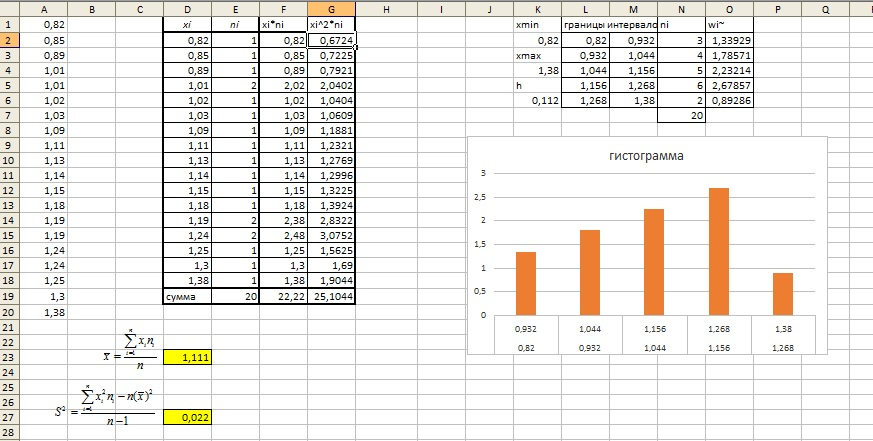 A B C D E F G H I J K L M N O P Q
1 0,82 xi ni xi*ni xi^2*ni xmin границы интервало ni wi~
2 0,85 0,82 1 0,82 0,6724 0,82 0,82 0,932 3 1,33929
3 0,89 0,85 1 0,85 0,7225 xmax 0,932 1,044 4 1,78571
4 1,01 0,89 1 0,89 0,7921 1,38 1,044 1,156 5 2,23214
5 1,01 1,01 2 2,02 2,0402 h 1,156 1,268 6 2,67857
6 1,02 1,02 1 1,02 1,0404 0,112 1,268 1,38 2 0,89286
7 1,03 1,03 1 1,03 1,0609 20
8 1,09 1,09 1 1,09 1,1881
9 1,11 1,11 1 1,11 1,2321
10 1,13 1,13 1 1,13 1,2769
11 1,14 1,14 1 1,14 1,2996
12 1,15 1,15 1 1,15 1,3225
13 1,18 1,18 1 1,18 1,3924
14 1,19 1,19 2 2,38 2,8322
15 1,19 1,24 2 2,48 3,0752
16 1,24 1,25 1 1,25 1,5625
17 1,24 1,3 1 1,3 1,69
18 1,25 1,38 1 1,38 1,9044
19 1,3 сумма 20 22,22 25,1044
20 1,38
21
22
23 x̄ = ∑ᵢ₌₁ⁿ xᵢnᵢ / n 1,111
24
25
26
27 S² = (∑ᵢ₌₁ⁿ xᵢ²nᵢ − n(x̄)²) / (n−1) 0,022
28
гистограмма
3
2,5
2
1,5
1
0,5
0
0,932 1,044 1,156 1,268 1,38
0,82 0,932 1,044 1,156 1,268